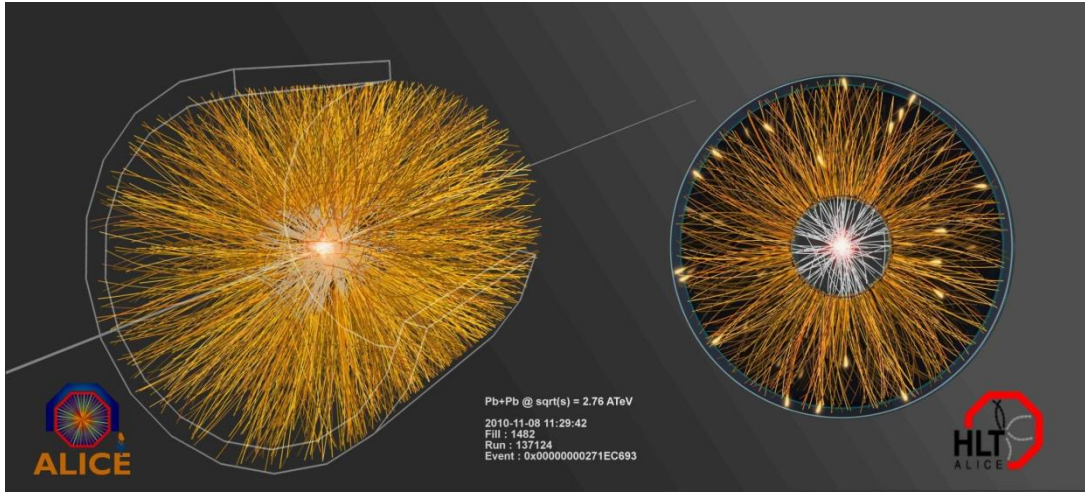 Pb+Pb @ sqrt(s) = 2.76 ATeV
2010-11-08 11:29:42
Fill : 1482
Run : 137124
Event : 0x00000000271EC693
ALICE
HLT
ALICE